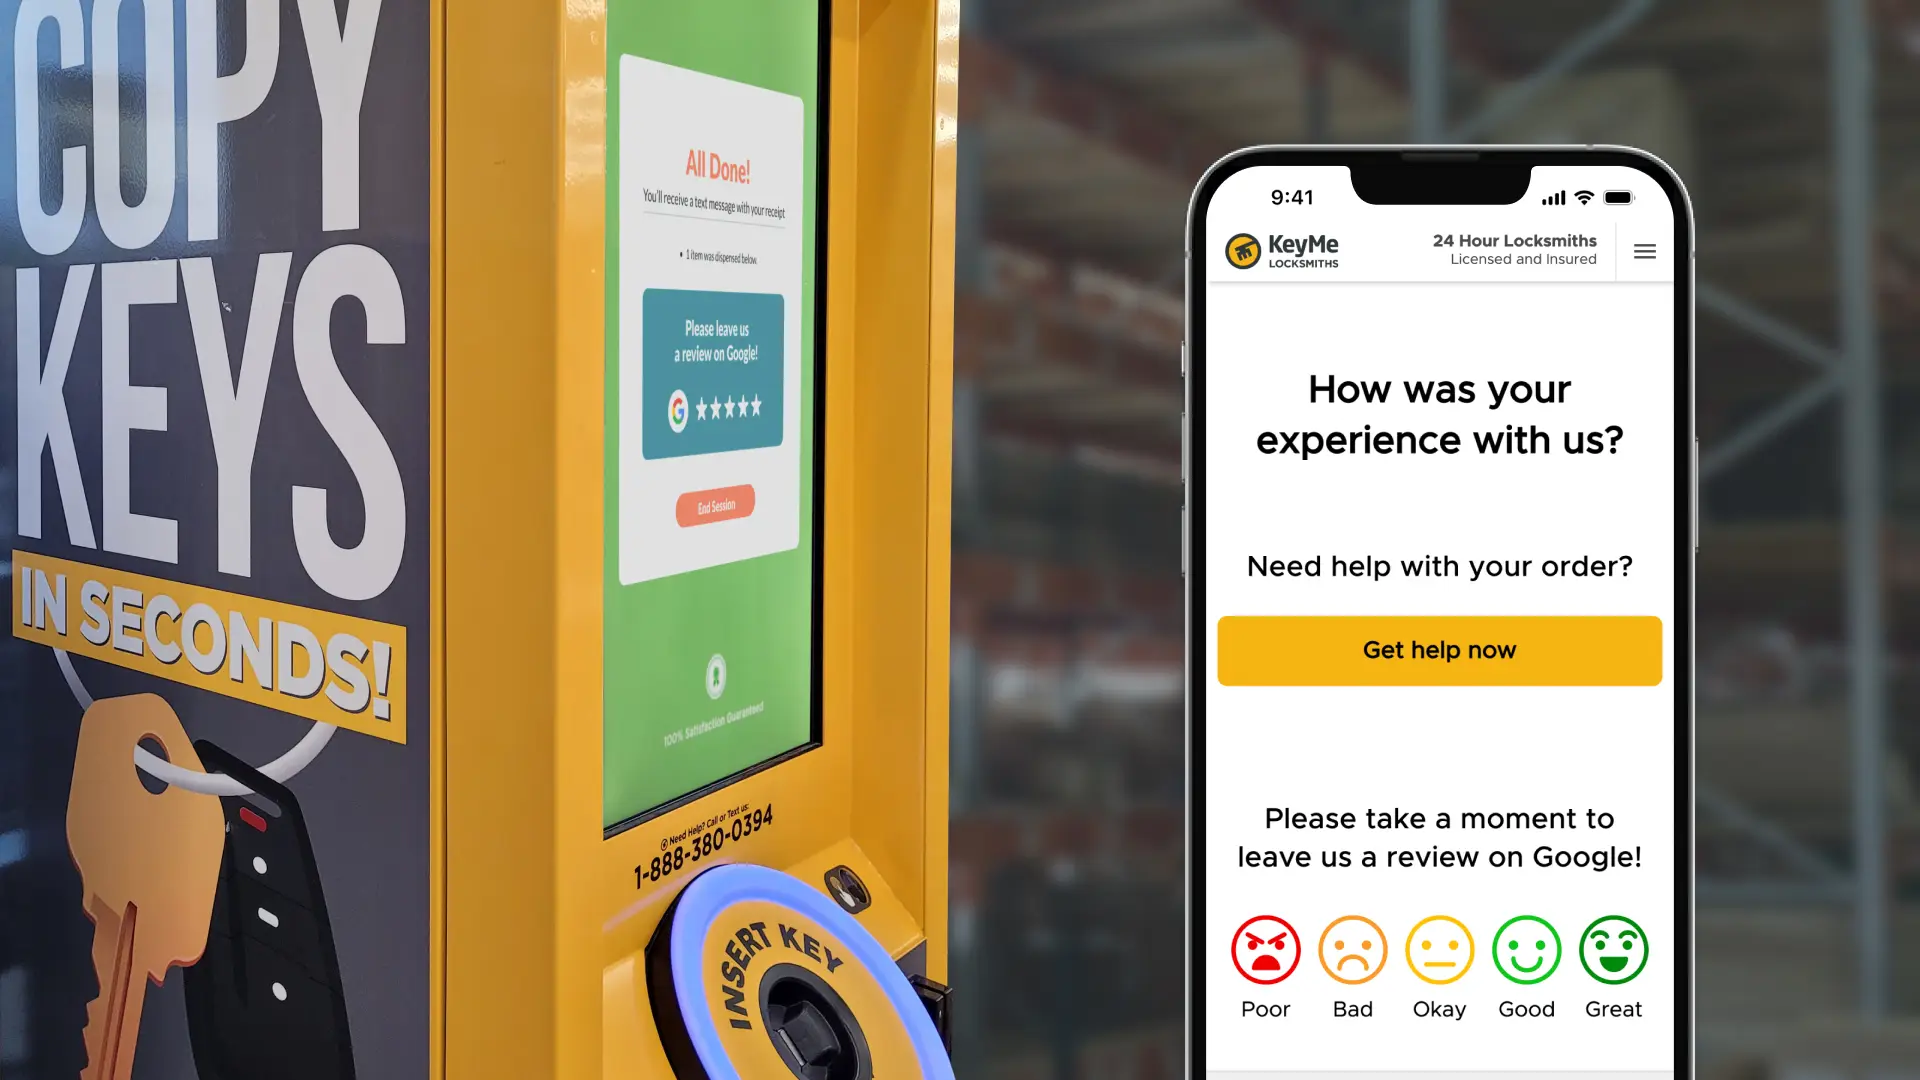 COPY
KEYS
IN SECONDS!
All Done!
You'll receive a text message with your receipt
• 1 item was dispensed below.
Please leave us
a review on Google!
G
End Session
100% Satisfaction Guaranteed
Need Help? Call or Text us:
1-888-380-0394
INSERT KEY
9:41
KeyMe
LOCKSMITHS
24 Hour Locksmiths
Licensed and Insured
How was your
experience with us?
Need help with your order?
Get help now
Please take a moment to
leave us a review on Google!
Poor Bad Okay Good Great